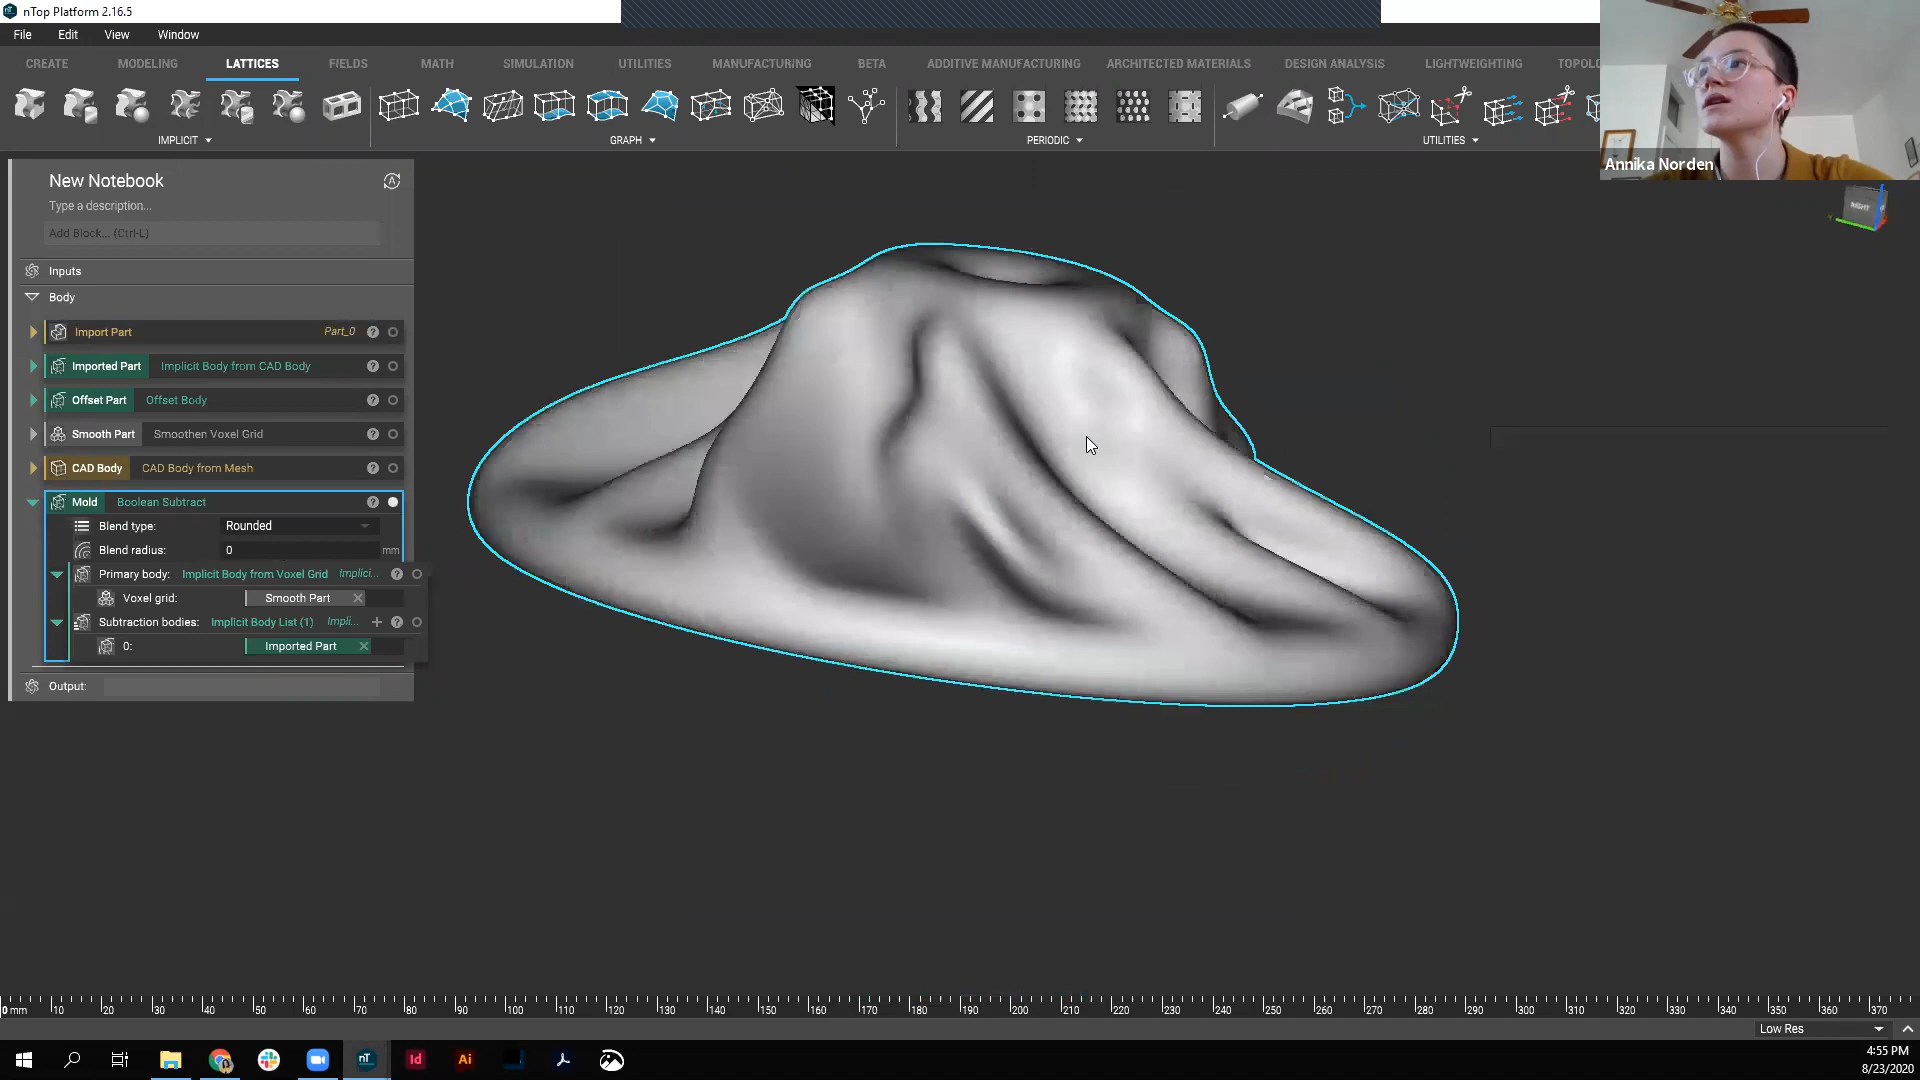 nTop Platform 2.16.5
File Edit View Window
CREATE MODELING LATTICES FIELDS MATH SIMULATION UTILITIES MANUFACTURING BETA ADDITIVE MANUFACTURING ARCHITECTED MATERIALS DESIGN ANALYSIS LIGHTWEIGHTING TOPOL
IMPLICIT GRAPH PERIODIC UTILITIES
Annika Norden
RIGHT
New Notebook
Type a description...
Add Block... (Ctrl-L)
Inputs
Body
Import Part Part_0
Imported Part Implicit Body from CAD Body
Offset Part Offset Body
Smooth Part Smoothen Voxel Grid
CAD Body CAD Body from Mesh
Mold Boolean Subtract
Blend type: Rounded
Blend radius: 0 mm
Primary body: Implicit Body from Voxel Grid Implici...
Voxel grid: Smooth Part
Subtraction bodies: Implicit Body List (1) Impli...
0: Imported Part
Output:
0 mm 10 20 30 40 50 60 70 80 90 100 110 120 130 140 150 160 170 180 190 200 210 220 230 240 250 260 270 280 290 300 310 320 330 340 350 360 370
Low Res
nT Id Ai
4:55 PM
8/23/2020